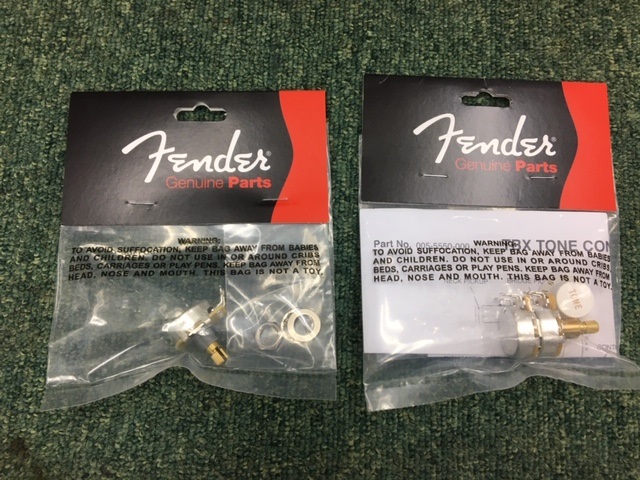 Fender
Genuine Parts
WARNING:
TO AVOID SUFFOCATION, KEEP BAG AWAY FROM BABIES
AND CHILDREN. DO NOT USE IN OR AROUND CRIBS
BEDS, CARRIAGES OR PLAY PENS. KEEP BAG AWAY FROM
HEAD, NOSE AND MOUTH. THIS BAG IS NOT A TOY.
Fender
Genuine Parts
Part No. TONE CON
WARNING:
TO AVOID SUFFOCATION, KEEP BAG AWAY FROM BABIES
AND CHILDREN. DO NOT USE IN OR AROUND CRIBS
BEDS, CARRIAGES OR PLAY PENS. KEEP BAG AWAY FROM
HEAD, NOSE AND MOUTH. THIS BAG IS NOT A TOY.
CONT